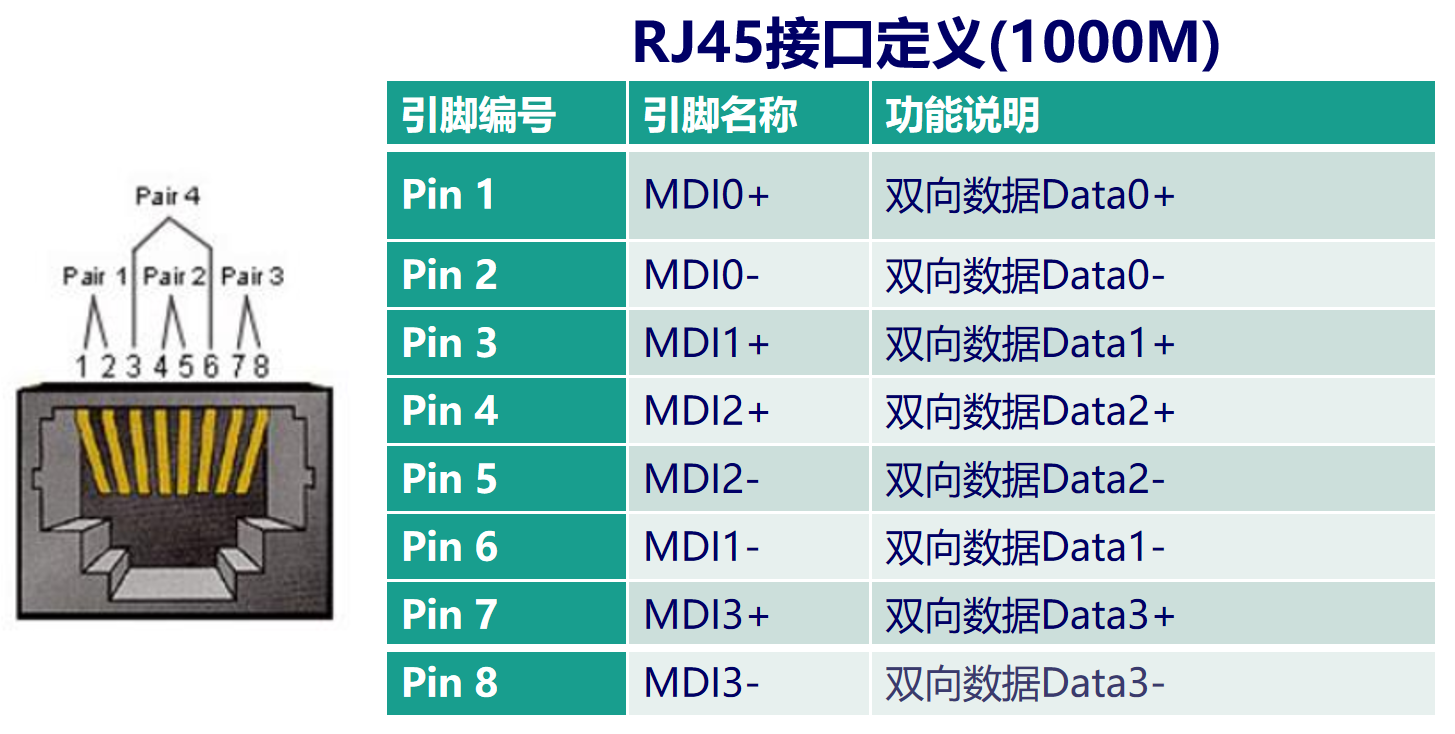 RJ45接口定义(1000M)
引脚编号 引脚名称 功能说明
Pin 1 MDI0+ 双向数据Data0+
Pin 2 MDI0- 双向数据Data0-
Pin 3 MDI1+ 双向数据Data1+
Pin 4 MDI2+ 双向数据Data2+
Pin 5 MDI2- 双向数据Data2-
Pin 6 MDI1- 双向数据Data1-
Pin 7 MDI3+ 双向数据Data3+
Pin 8 MDI3- 双向数据Data3-
Pair 4
Pair 1 Pair 2 Pair 3
1 2 3 4 5 6 7 8